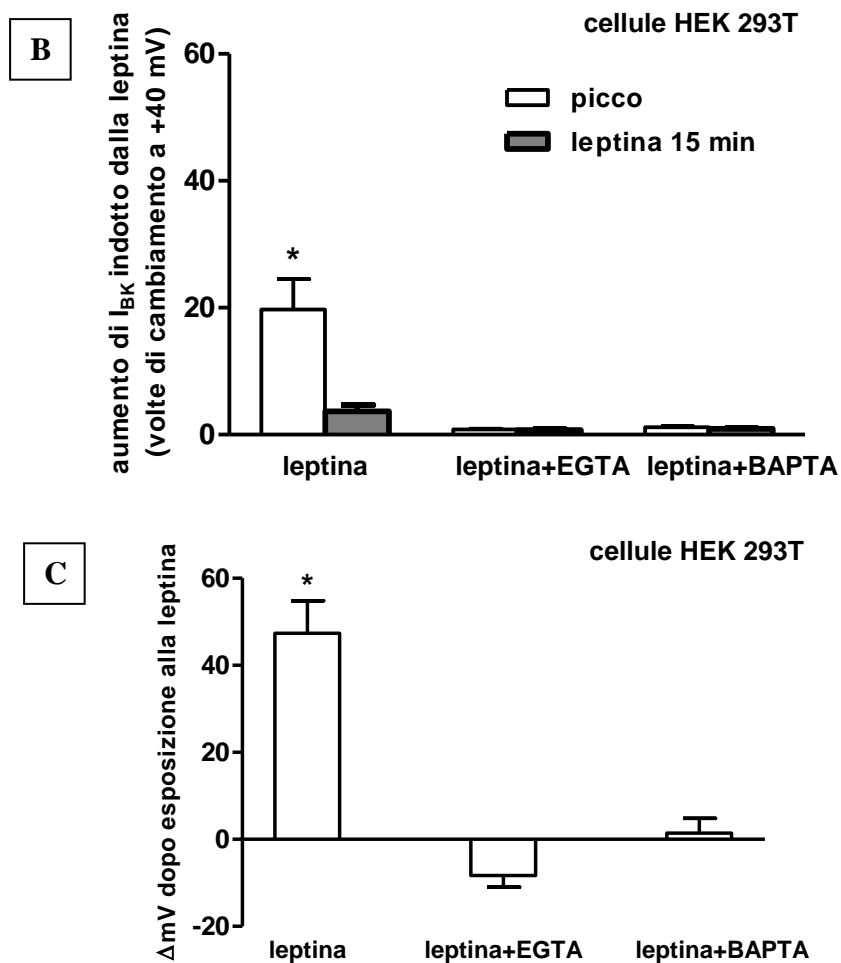 B
cellule HEK 293T
aumento di IBK indotto dalla leptina
(volte di cambiamento a +40 mV)
60
40
20
0
picco
leptina 15 min
*
leptina
leptina+EGTA
leptina+BAPTA
C
cellule HEK 293T
ΔmV dopo esposizione alla leptina
60
40
20
0
-20
*
leptina
leptina+EGTA
leptina+BAPTA